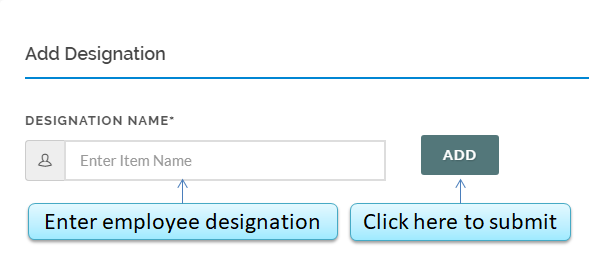 Add Designation
DESIGNATION NAME*
Enter Item Name
ADD
Enter employee designation
Click here to submit